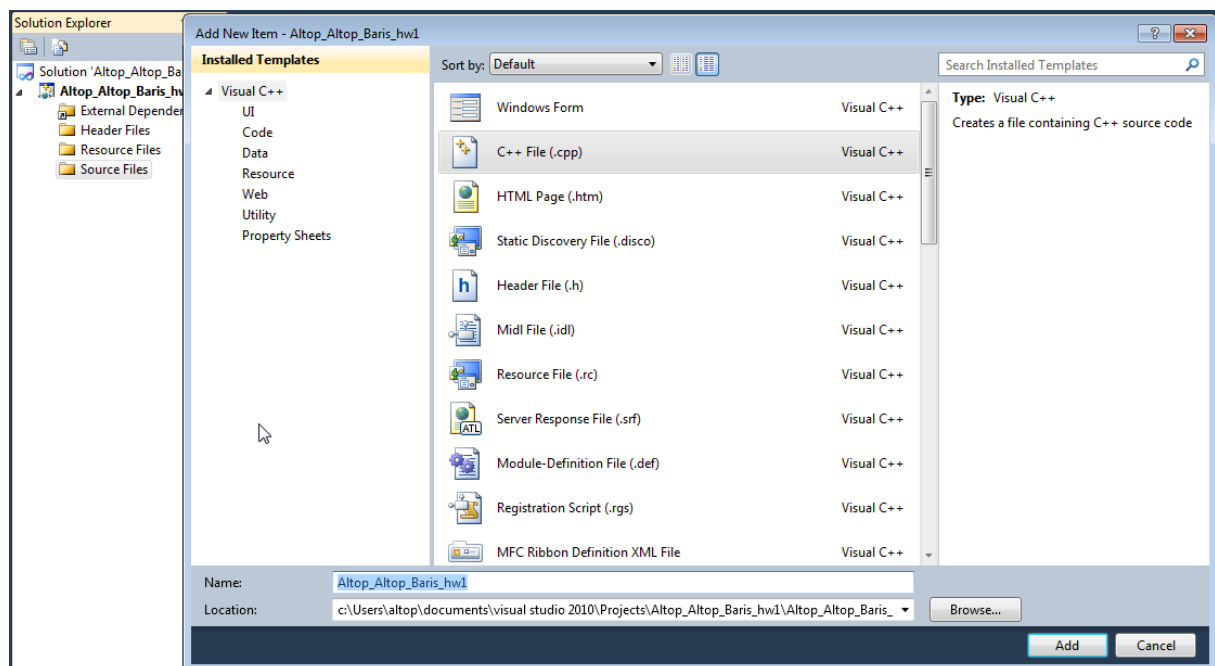 Solution Explorer
Solution 'Altop_Altop_Ba
Altop_Altop_Baris_hw
External Depender
Header Files
Resource Files
Source Files
Add New Item - Altop_Altop_Baris_hw1
Installed Templates
Visual C++
UI
Code
Data
Resource
Web
Utility
Property Sheets
Sort by: Default
Windows Form Visual C++
C++ File (.cpp) Visual C++
HTML Page (.htm) Visual C++
Static Discovery File (.disco) Visual C++
Header File (.h) Visual C++
Midl File (.idl) Visual C++
Resource File (.rc) Visual C++
Server Response File (.srf) Visual C++
Module-Definition File (.def) Visual C++
Registration Script (.rgs) Visual C++
MFC Ribbon Definition XML File Visual C++
Search Installed Templates
Type: Visual C++
Creates a file containing C++ source code
Name: Altop_Altop_Baris_hw1
Location: c:\Users\altop\documents\visual studio 2010\Projects\Altop_Altop_Baris_hw1\Altop_Altop_Baris_
Browse...
Add Cancel